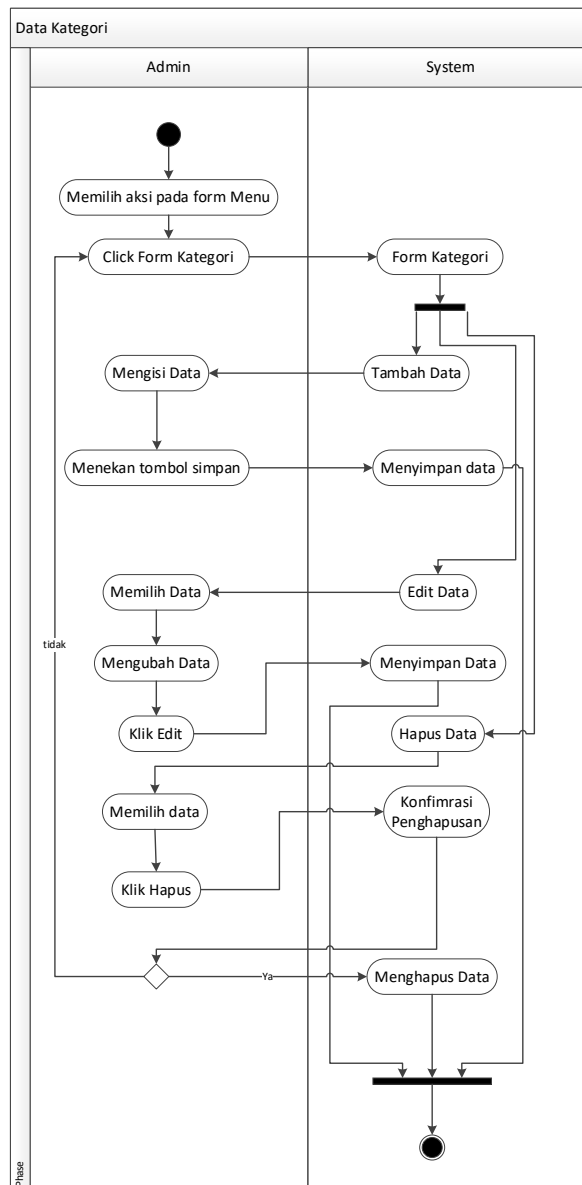 Data Kategori
Admin
System
Memilih aksi pada form Menu
Click Form Kategori
Form Kategori
Mengisi Data
Tambah Data
Menekan tombol simpan
Menyimpan data
Memilih Data
Edit Data
tidak
Mengubah Data
Menyimpan Data
Klik Edit
Hapus Data
Memilih data
Konfimrasi
Penghapusan
Klik Hapus
Ya
Menghapus Data
Phase